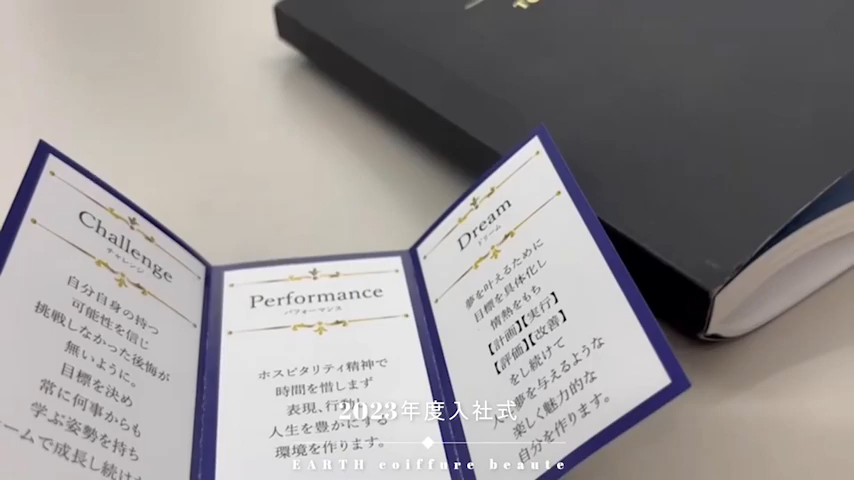 Challenge
チャレンジ
自分自身の持つ
可能性を信じ
挑戦しなかった後悔が
無いように。
目標を決め
常に何事からも
学ぶ姿勢を持ち
ームで成長し続け
Performance
パフォーマンス
ホスピタリティ精神で
時間を惜しまず
表現、行動し
人生を豊かにする
環境を作ります。
Dream
ドリーム
夢を叶えるために
目標を具体化し
情熱をもち
【計画】【実行】
【評価】【改善】
をし続けて
人に夢を与えるような
楽しく魅力的な
自分を作ります。
2023年度入社式
EARTH coiffure beauté